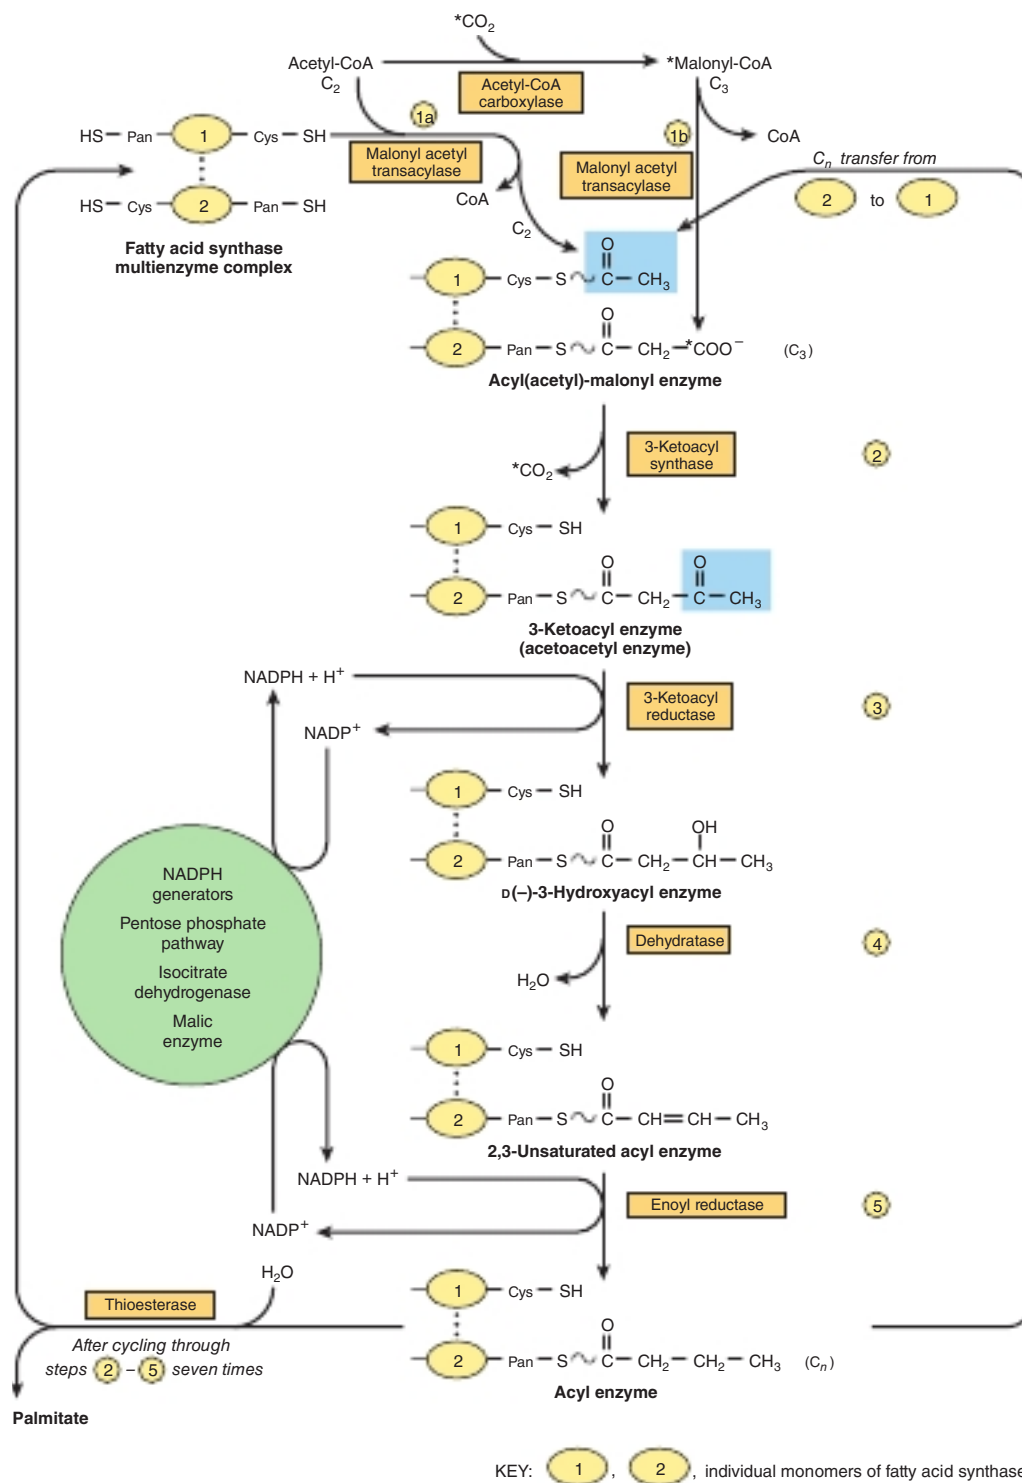 *CO2
Acetyl-CoA
C2
*Malonyl-CoA
C3
Acetyl-CoA
carboxylase
1a
1b
HS Pan 1 Cys SH
Malonyl acetyl
transacylase
CoA
Malonyl acetyl
transacylase
CoA
Cn transfer from
2 to 1
HS Cys 2 Pan SH
C2
Fatty acid synthase
multienzyme complex
O
1 Cys S C CH3
O
2 Pan S C CH2 *COO− (C3)
Acyl(acetyl)-malonyl enzyme
3-Ketoacyl
synthase
2
*CO2
1 Cys SH
O O
2 Pan S C CH2 C CH3
3-Ketoacyl enzyme
(acetoacetyl enzyme)
NADPH + H+
3-Ketoacyl
reductase
3
NADP+
1 Cys SH
O OH
2 Pan S C CH2 CH CH3
D(–)-3-Hydroxyacyl enzyme
NADPH
generators
Pentose phosphate
pathway
Isocitrate
dehydrogenase
Malic
enzyme
Dehydratase
4
H2O
1 Cys SH
O
2 Pan S C CH=CH CH3
2,3-Unsaturated acyl enzyme
NADPH + H+
Enoyl reductase
5
NADP+
H2O
1 Cys SH
Thioesterase
After cycling through
steps 2 – 5 seven times
O
2 Pan S C CH2 CH2 CH3 (Cn)
Acyl enzyme
Palmitate
KEY: 1 , 2 , individual monomers of fatty acid synthase